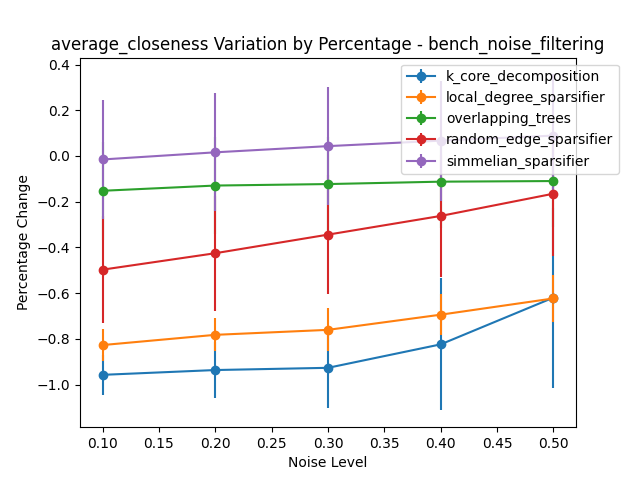 average_closeness Variation by Percentage - bench_noise_filtering
0.4
0.2
0.0
−0.2
−0.4
−0.6
−0.8
−1.0
Percentage Change
k_core_decomposition
local_degree_sparsifier
overlapping_trees
random_edge_sparsifier
simmelian_sparsifier
0.10 0.15 0.20 0.25 0.30 0.35 0.40 0.45 0.50
Noise Level